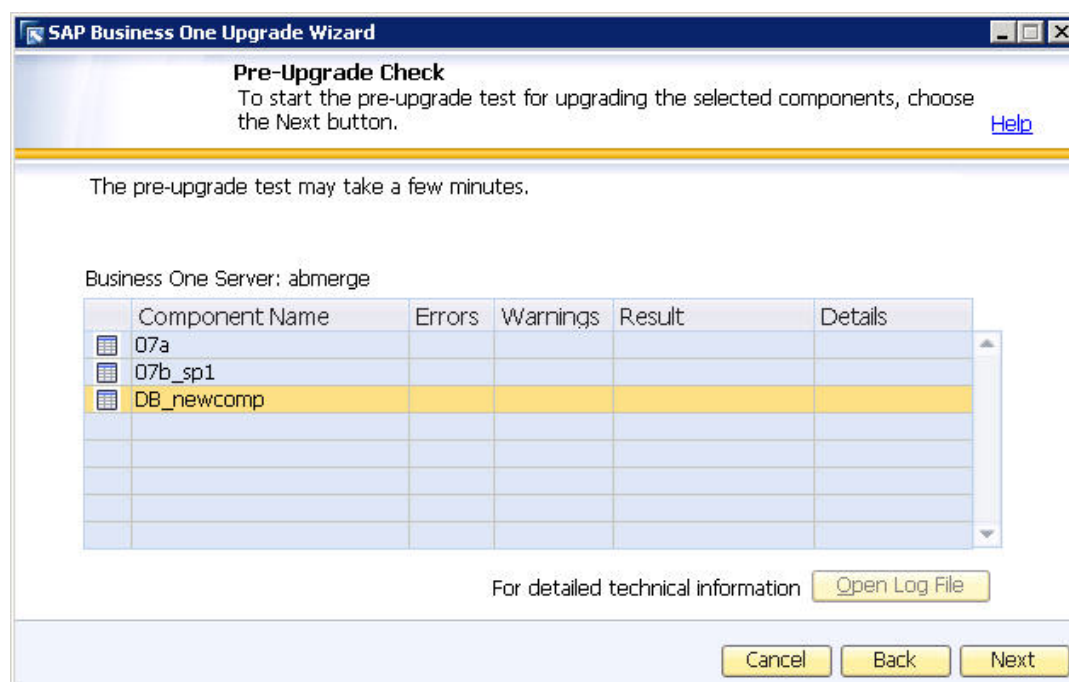 SAP Business One Upgrade Wizard
Pre-Upgrade Check
To start the pre-upgrade test for upgrading the selected components, choose
the Next button.
Help
The pre-upgrade test may take a few minutes.
Business One Server: abmerge
Component Name Errors Warnings Result Details
07a
07b_sp1
DB_newcomp
For detailed technical information Open Log File
Cancel Back Next